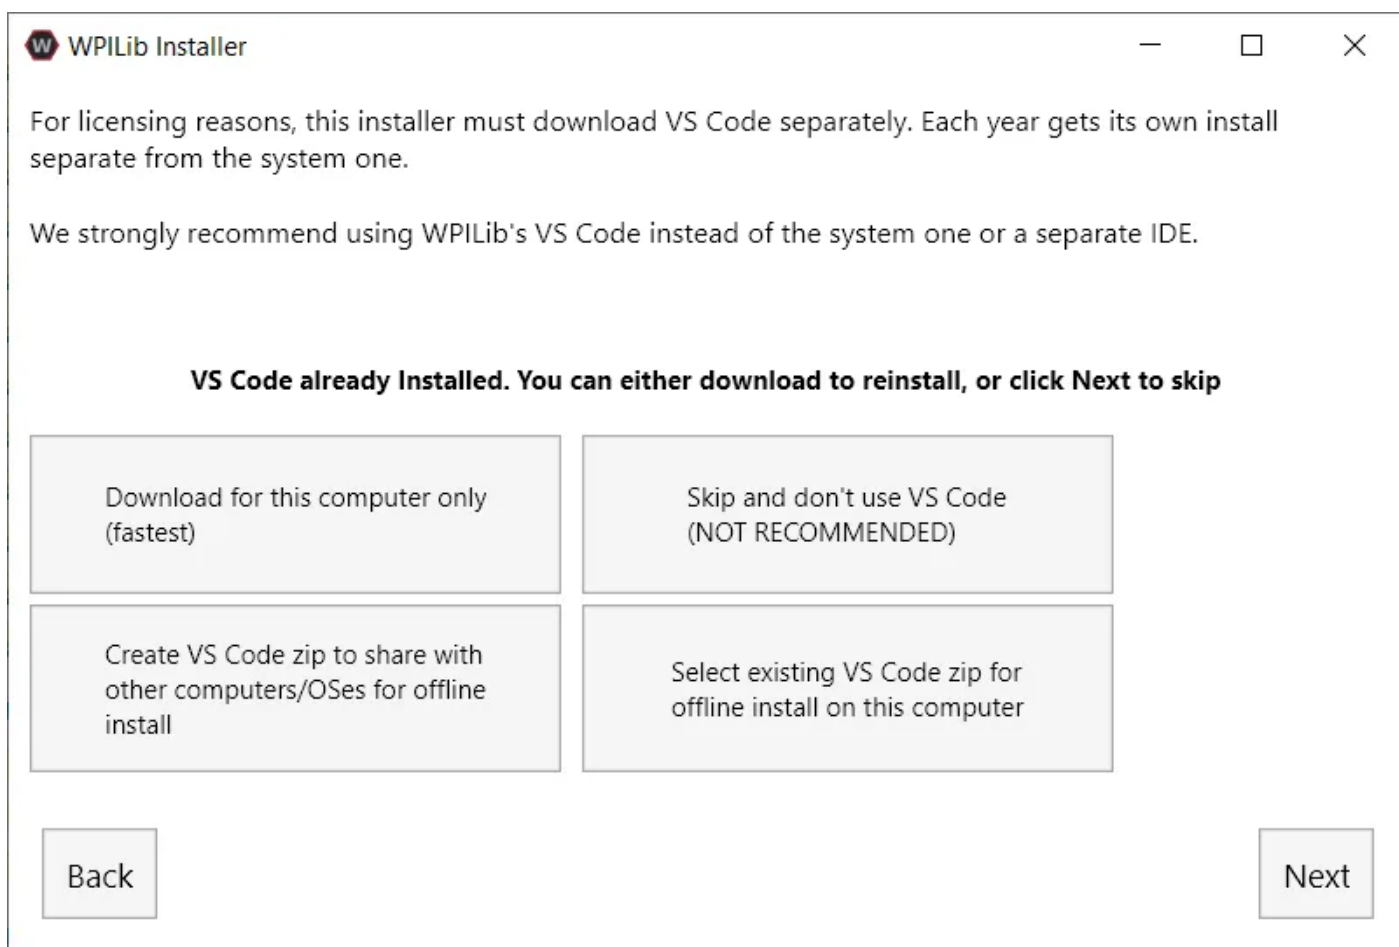 W WPILib Installer
For licensing reasons, this installer must download VS Code separately. Each year gets its own install
separate from the system one.
We strongly recommend using WPILib's VS Code instead of the system one or a separate IDE.
VS Code already Installed. You can either download to reinstall, or click Next to skip
Download for this computer only
(fastest)
Skip and don't use VS Code
(NOT RECOMMENDED)
Create VS Code zip to share with
other computers/OSes for offline
install
Select existing VS Code zip for
offline install on this computer
Back
Next